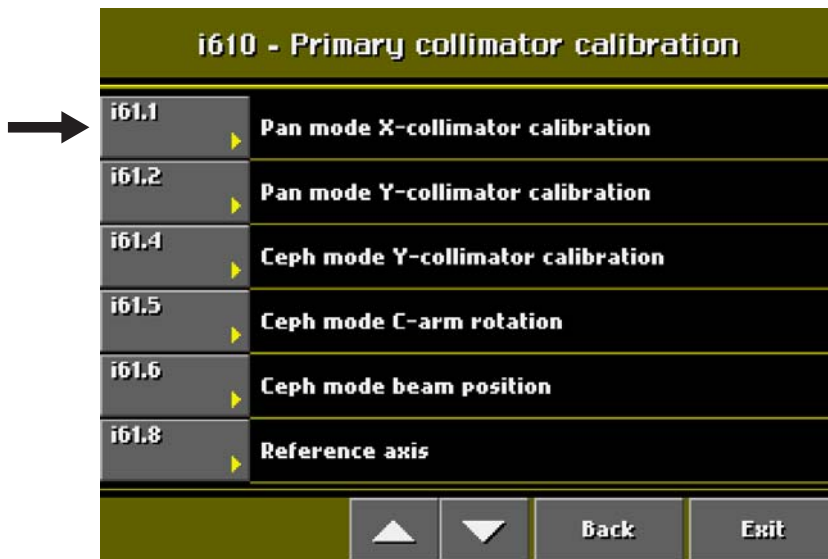 i610 - Primary collimator calibration
i61.1 Pan mode X-collimator calibration
i61.2 Pan mode Y-collimator calibration
i61.4 Ceph mode Y-collimator calibration
i61.5 Ceph mode C-arm rotation
i61.6 Ceph mode beam position
i61.8 Reference axis
Back Exit